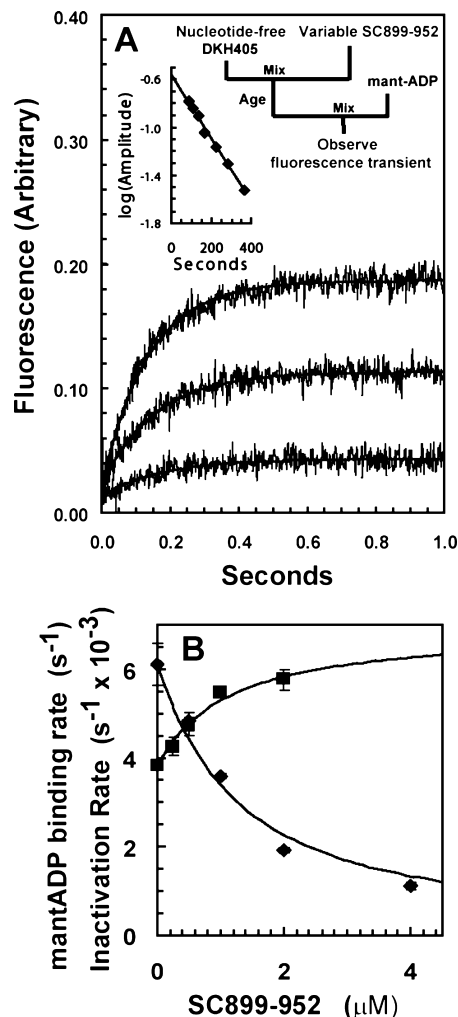 A
Nucleotide-free
DKH405
Variable SC899-952
Mix
mant-ADP
Age
Mix
Observe
fluorescence transient
log(Amplitude)
-0.6
-1.0
-1.4
-1.8
0 200 400
Seconds
Fluorescence (Arbitrary)
0.40
0.30
0.20
0.10
0.00
0.0 0.2 0.4 0.6 0.8 1.0
Seconds
B
mantADP binding rate (s⁻¹)
Inactivation Rate (s⁻¹ x 10⁻³)
6
4
2
0
0 2 4
SC899-952 (μM)